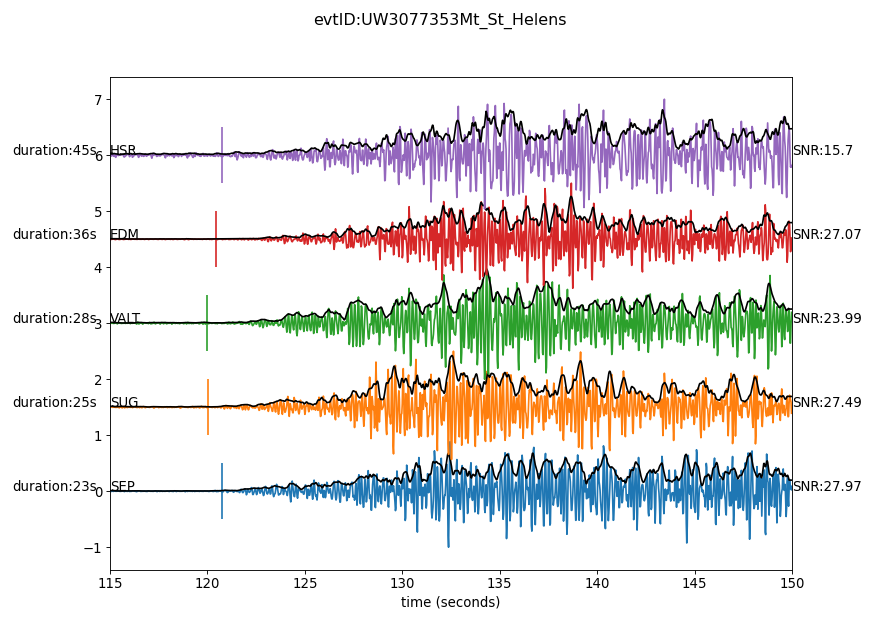 evtID:UW3077353Mt_St_Helens
7
duration:45s HSR SNR:15.7
6
5
duration:36s EDM SNR:27.07
4
duration:28s VALT SNR:23.99
3
2
duration:25s SUG SNR:27.49
1
duration:23s SEP SNR:27.97
0
−1
115 120 125 130 135 140 145 150
time (seconds)